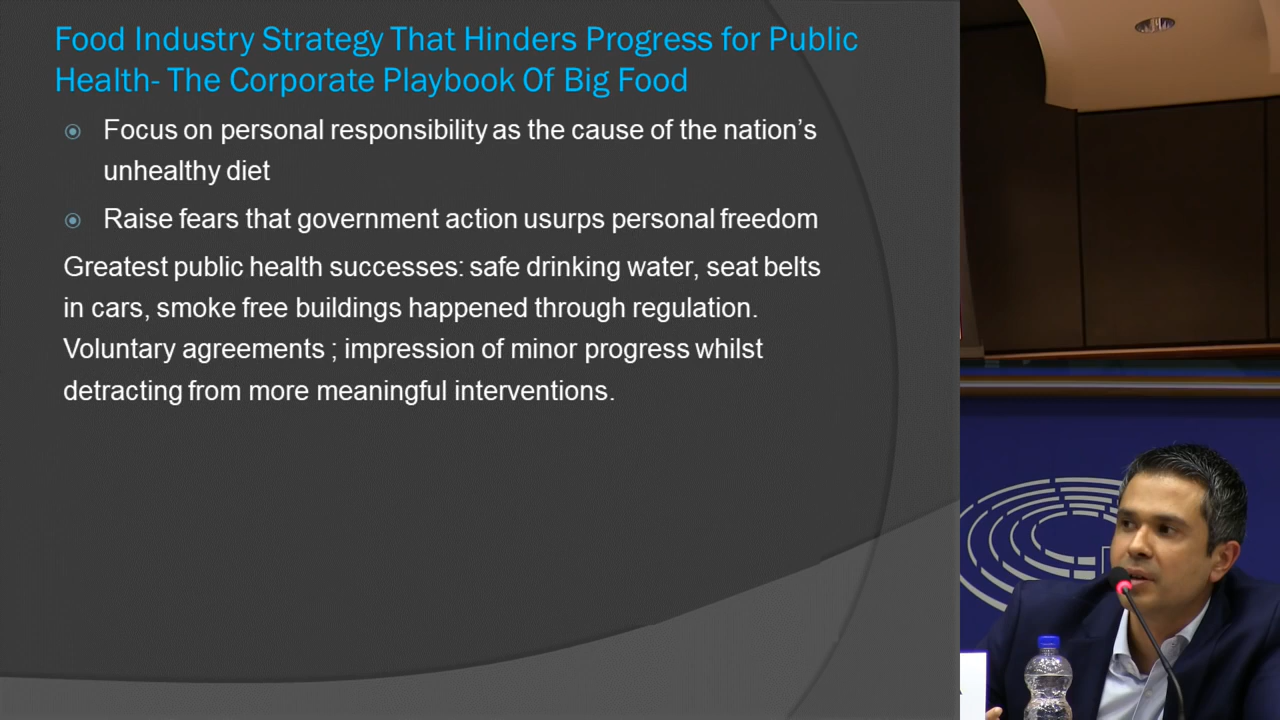 Food Industry Strategy That Hinders Progress for Public
Health- The Corporate Playbook Of Big Food
Focus on personal responsibility as the cause of the nation's
unhealthy diet
Raise fears that government action usurps personal freedom
Greatest public health successes: safe drinking water, seat belts
in cars, smoke free buildings happened through regulation.
Voluntary agreements ; impression of minor progress whilst
detracting from more meaningful interventions.